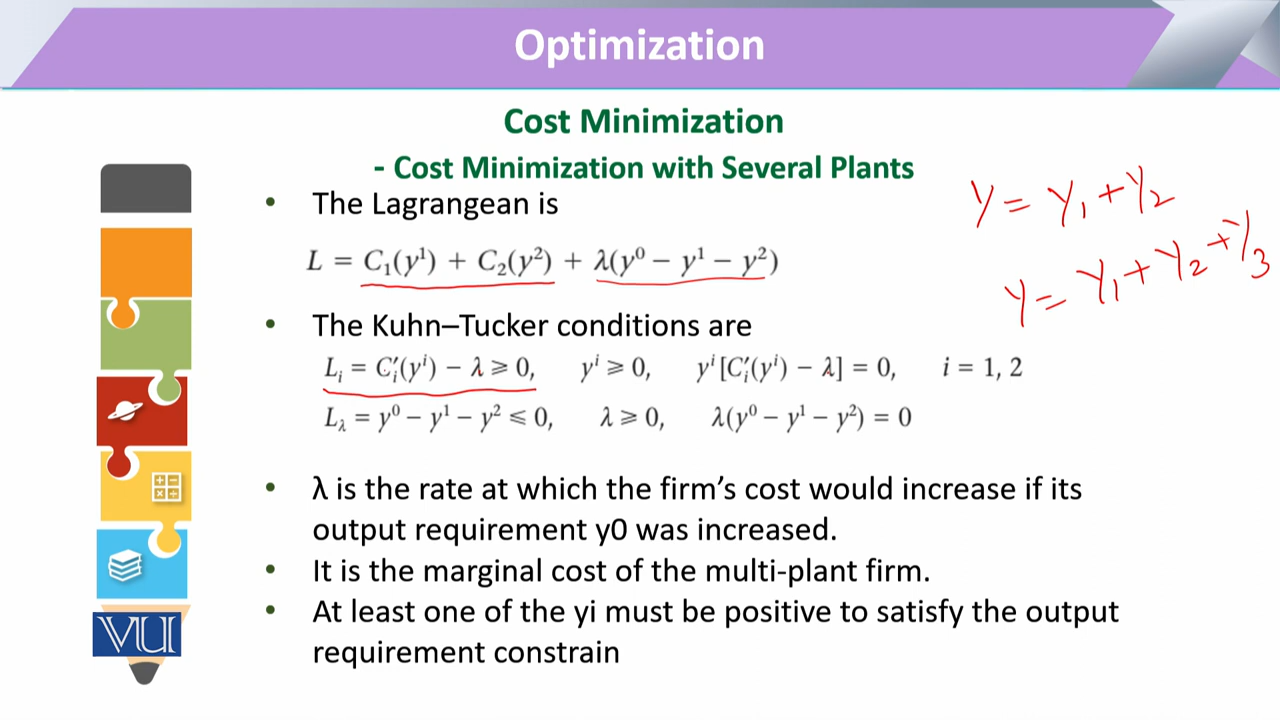 Optimization
Cost Minimization
- Cost Minimization with Several Plants
• The Lagrangean is
L = C₁(y¹) + C₂(y²) + λ(y⁰ − y¹ − y²)
• The Kuhn–Tucker conditions are
Lᵢ = C′ᵢ(yⁱ) − λ ⩾ 0, yⁱ ⩾ 0, yⁱ[C′ᵢ(yⁱ) − λ] = 0, i = 1, 2
L_λ = y⁰ − y¹ − y² ⩽ 0, λ ⩾ 0, λ(y⁰ − y¹ − y²) = 0
• λ is the rate at which the firm's cost would increase if its
output requirement y0 was increased.
• It is the marginal cost of the multi-plant firm.
• At least one of the yi must be positive to satisfy the output
requirement constrain
y = y₁ + y₂
y = y₁ + y₂ + y₃
VU